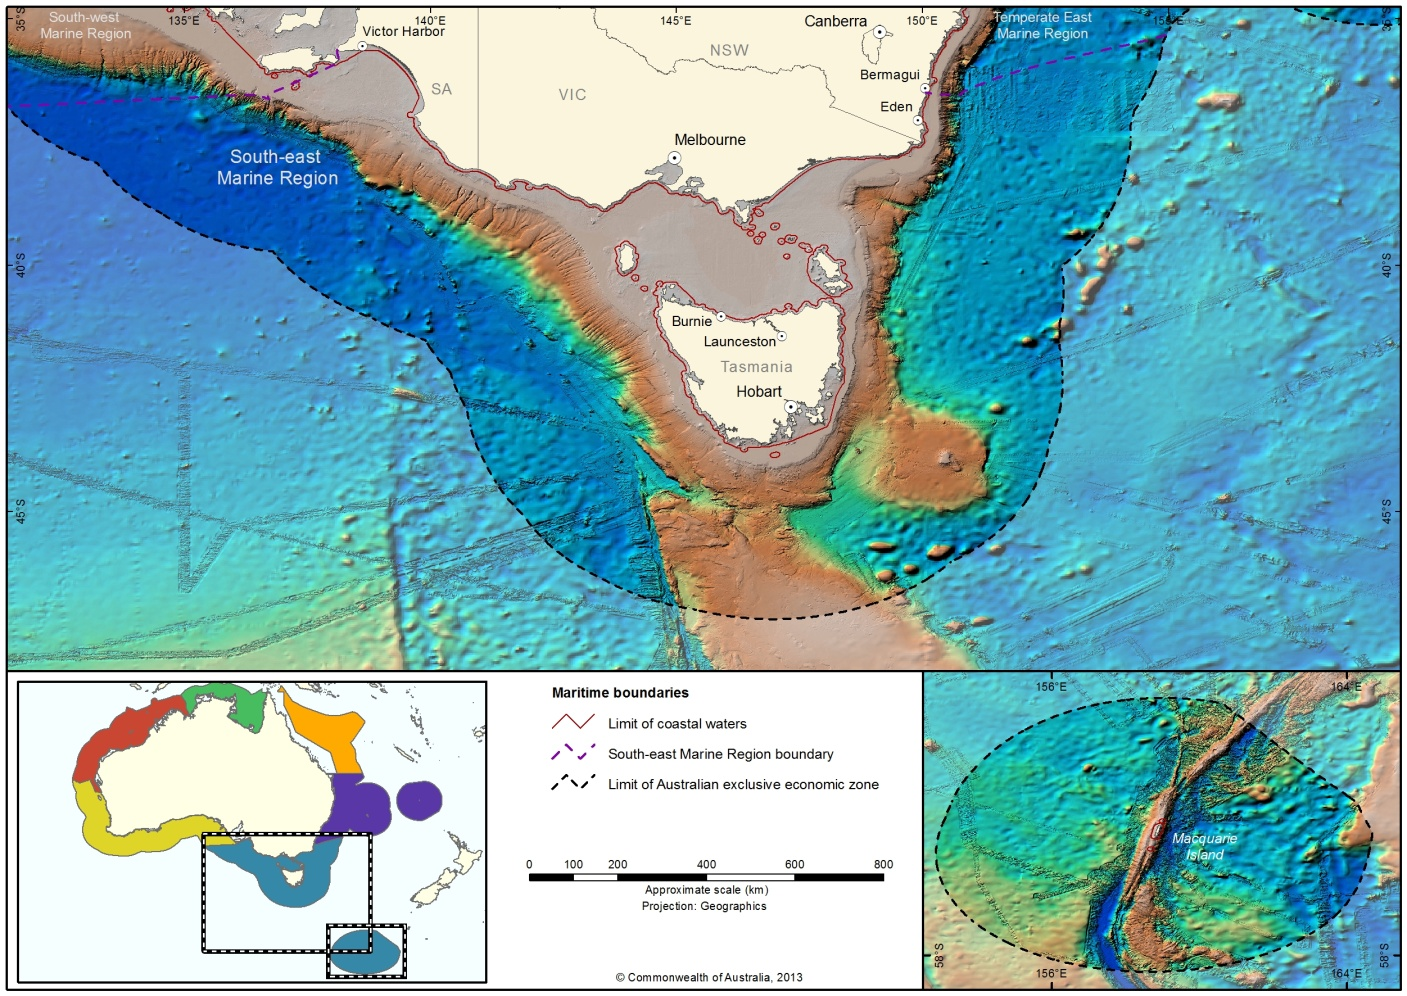 35°S
135°E
140°E
145°E
150°E
155°E
35°S
South-west
Marine Region
Victor Harbor
Canberra
Temperate East
Marine Region
NSW
SA
VIC
Bermagui
Eden
Melbourne
South-east
Marine Region
40°S
40°S
Burnie
Launceston
Tasmania
Hobart
45°S
45°S
Maritime boundaries
Limit of coastal waters
South-east Marine Region boundary
Limit of Australian exclusive economic zone
0 100 200 400 600 800
Approximate scale (km)
Projection: Geographics
© Commonwealth of Australia, 2013
156°E
164°E
Macquarie
Island
58°S
58°S
156°E
164°E